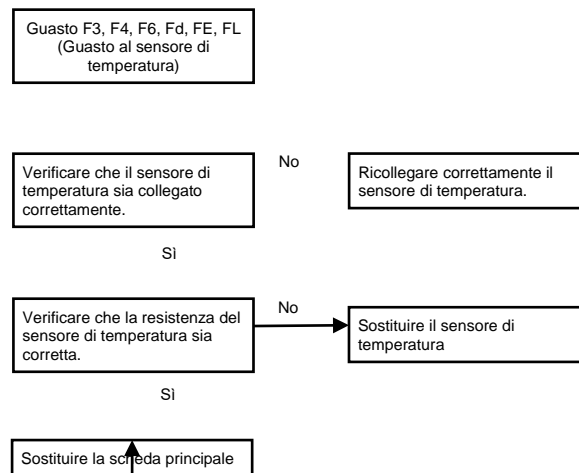 Guasto F3, F4, F6, Fd, FE, FL
(Guasto al sensore di
temperatura)
Verificare che il sensore di
temperatura sia collegato
correttamente.
No
Ricollegare correttamente il
sensore di temperatura.
Sì
Verificare che la resistenza del
sensore di temperatura sia
corretta.
No
Sostituire il sensore di
temperatura
Sì
Sostituire la scheda principale